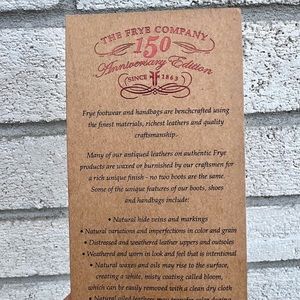 THE FRYE COMPANY
150
Anniversary Edition
SINCE 1863
Frye footwear and handbags are benchcrafted using
the finest materials, richest leathers and quality
craftsmanship.
Many of our antiqued leathers on authentic Frye
products are waxed or burnished by our craftsmen for
a rich unique finish - no two boots are the same.
Some of the unique features of our boots, shoes
and handbags include:
• Natural hide veins and markings
• Natural variations and imperfections in color and grain
• Distressed and weathered leather uppers and outsoles
• Weathered and worn in look and feel that is intentional
• Natural waxes and oils may rise to the surface,
creating a white, misty coating called bloom,
which can be easily removed with a clean dry cloth
• Natural oiled leathers may transfer color